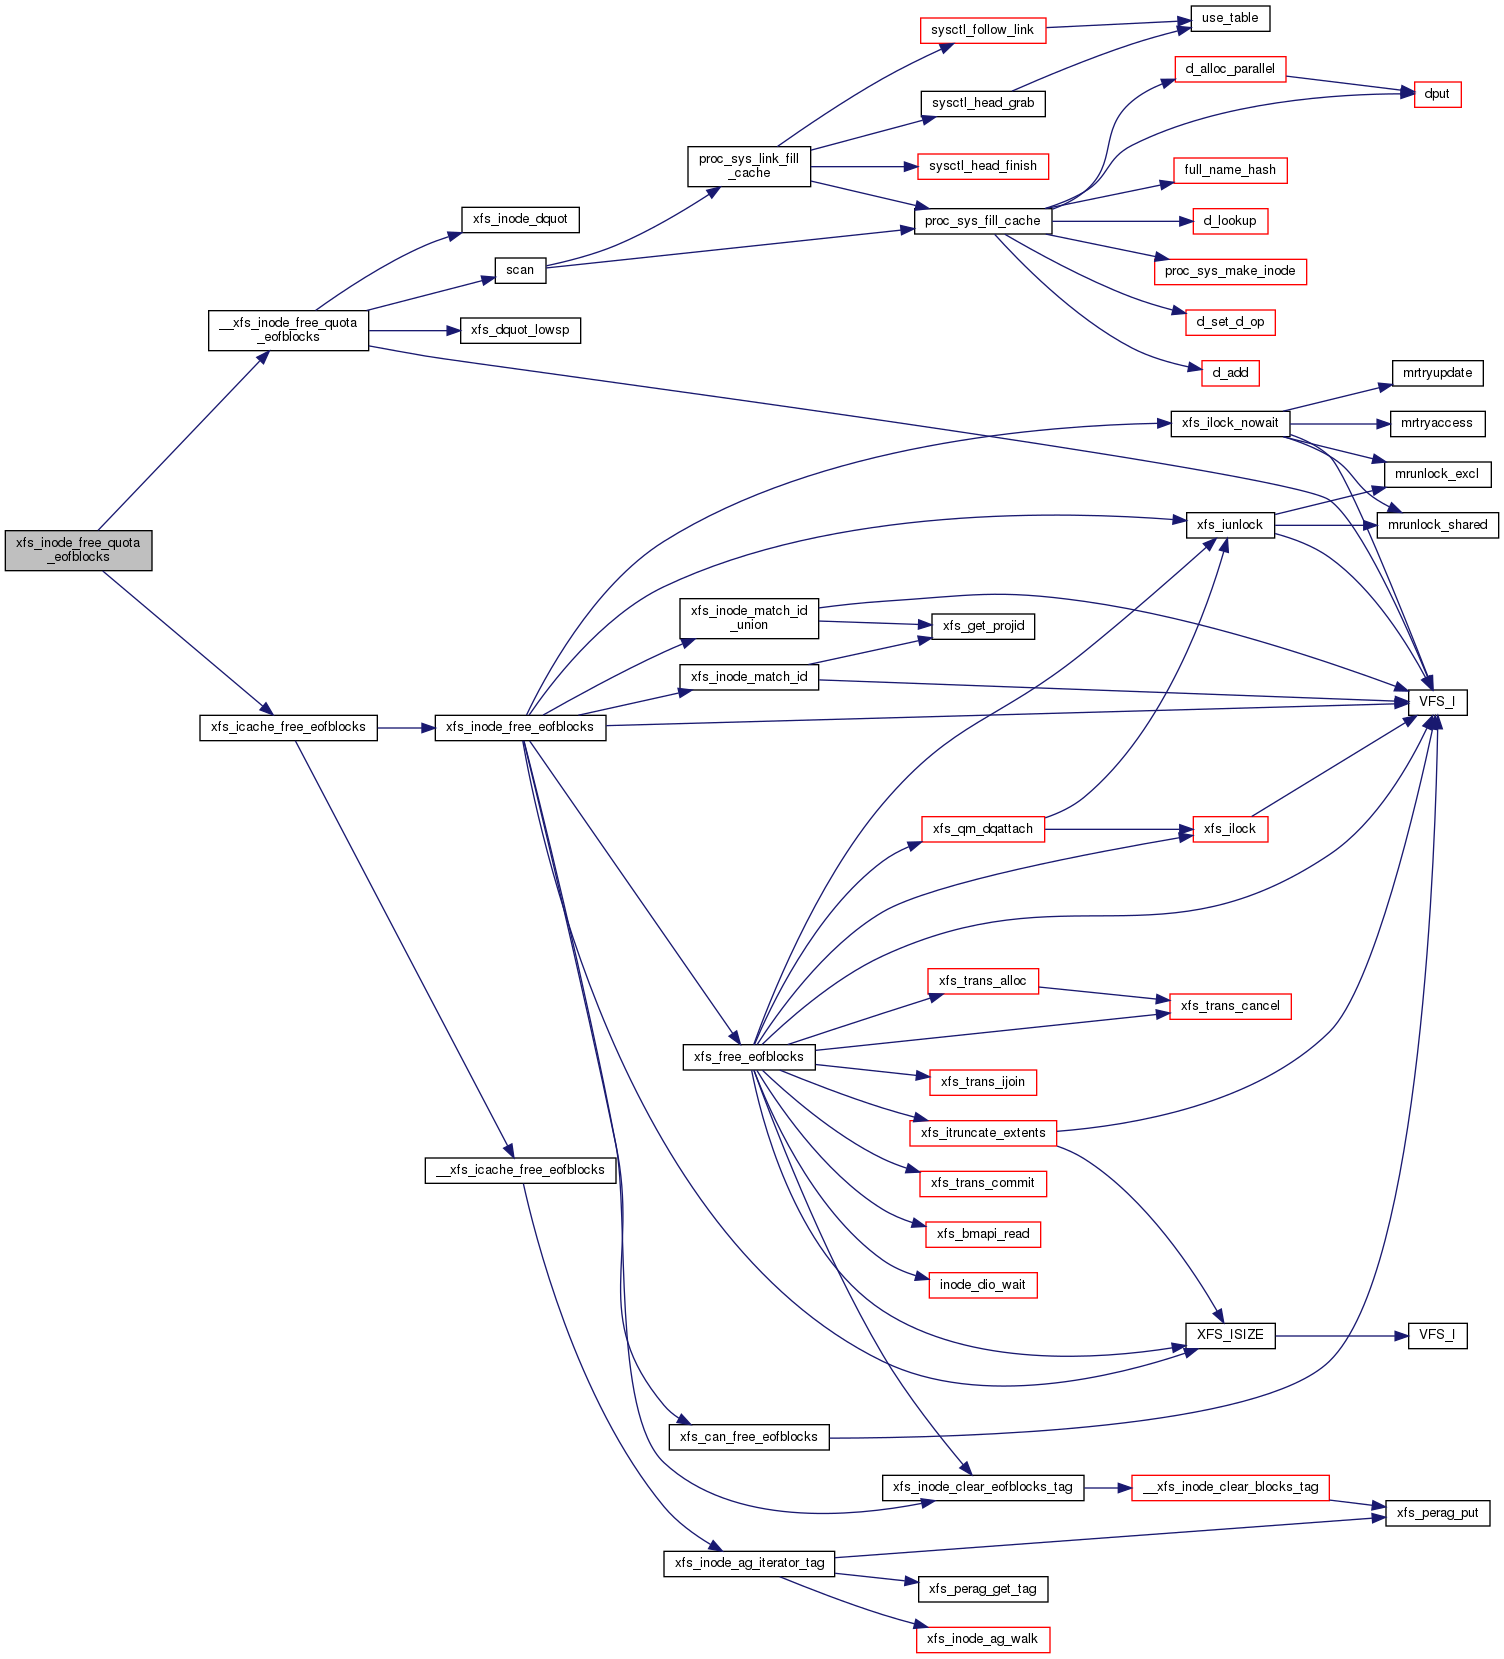 use_table
sysctl_follow_link
d_alloc_parallel
dput
sysctl_head_grab
proc_sys_link_fill
_cache
sysctl_head_finish
full_name_hash
xfs_inode_dquot
proc_sys_fill_cache
d_lookup
scan
proc_sys_make_inode
__xfs_inode_free_quota
_eofblocks
xfs_dquot_lowsp
d_set_d_op
d_add
mrtryupdate
xfs_ilock_nowait
mrtryaccess
mrunlock_excl
xfs_iunlock
mrunlock_shared
xfs_inode_free_quota
_eofblocks
xfs_inode_match_id
_union
xfs_get_projid
xfs_inode_match_id
VFS_I
xfs_icache_free_eofblocks
xfs_inode_free_eofblocks
xfs_qm_dqattach
xfs_ilock
xfs_trans_alloc
xfs_trans_cancel
xfs_free_eofblocks
xfs_trans_ijoin
xfs_itruncate_extents
__xfs_icache_free_eofblocks
xfs_trans_commit
xfs_bmapi_read
inode_dio_wait
XFS_ISIZE
VFS_I
xfs_can_free_eofblocks
xfs_inode_clear_eofblocks_tag
__xfs_inode_clear_blocks_tag
xfs_perag_put
xfs_inode_ag_iterator_tag
xfs_perag_get_tag
xfs_inode_ag_walk